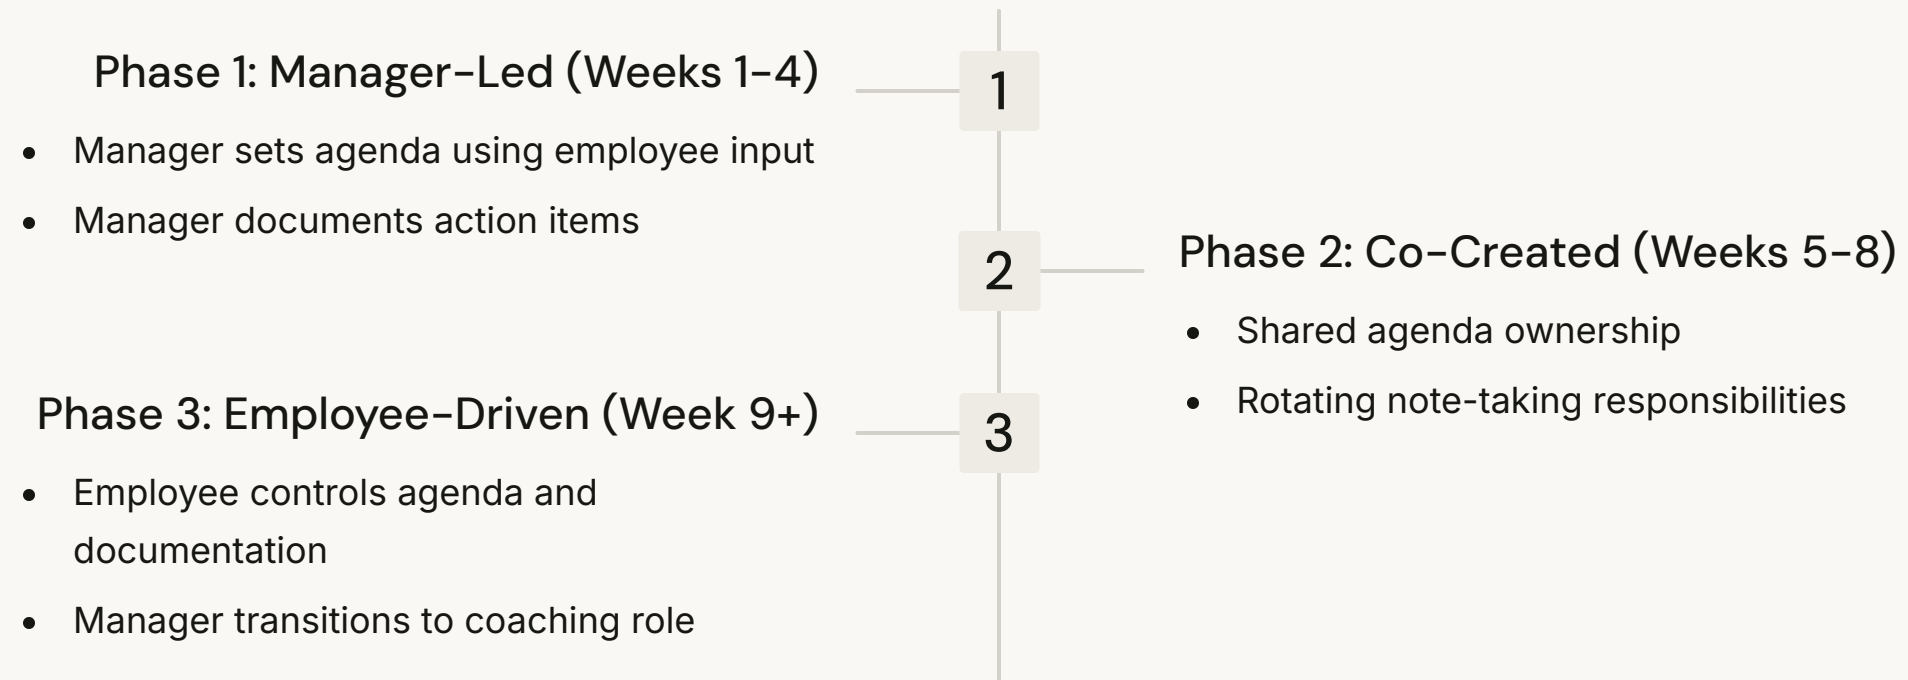 Phase 1: Manager-Led (Weeks 1-4)
1
• Manager sets agenda using employee input
• Manager documents action items
2
Phase 2: Co-Created (Weeks 5-8)
• Shared agenda ownership
• Rotating note-taking responsibilities
Phase 3: Employee-Driven (Week 9+)
3
• Employee controls agenda and
documentation
• Manager transitions to coaching role